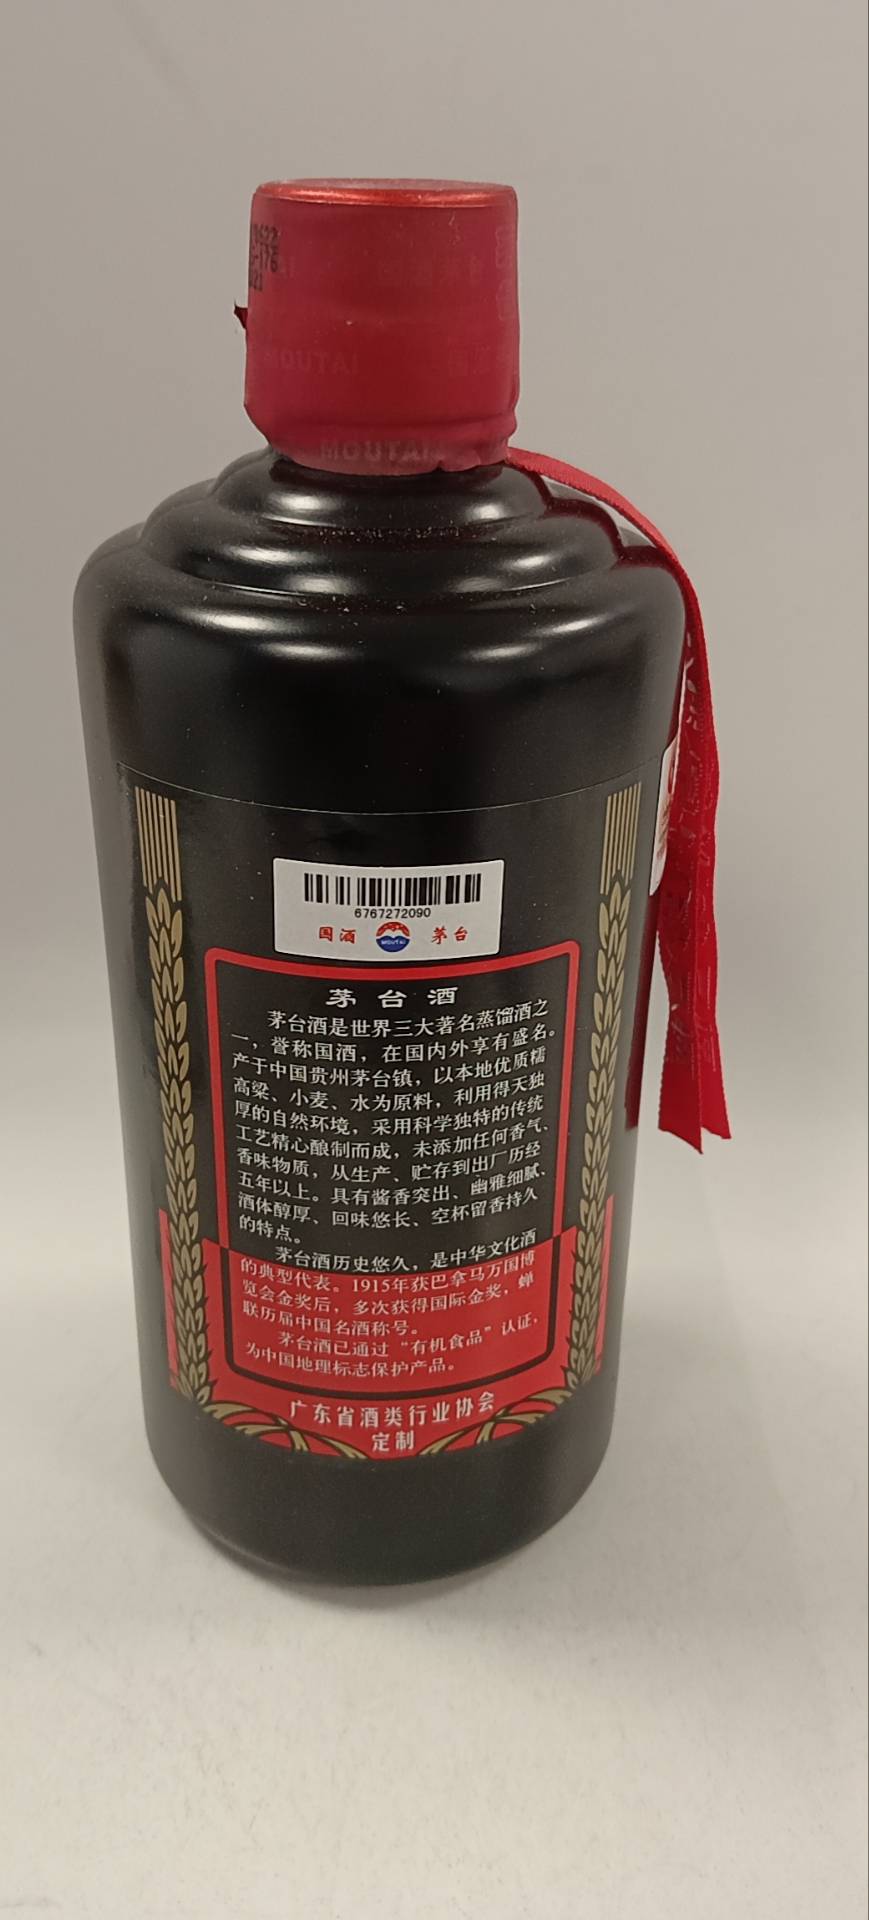 MOUTAI
MOUTAI
6767272090
国酒 MOUTAI 茅台
茅台酒
茅台酒是世界三大著名蒸馏酒之
一，誉称国酒，在国内外享有盛名。
产于中国贵州茅台镇，以本地优质糯
高粱、小麦、水为原料，利用得天独
厚的自然环境，采用科学独特的传统
工艺精心酿制而成，未添加任何香气、
香味物质，从生产、贮存到出厂历经
五年以上。具有酱香突出、幽雅细腻、
酒体醇厚、回味悠长、空杯留香持久
的特点。
茅台酒历史悠久，是中华文化酒
的典型代表。1915年获巴拿马万国博
览会金奖后，多次获得国际金奖，蝉
联历届中国名酒称号。
茅台酒已通过“有机食品”认证，
为中国地理标志保护产品。
广东省酒类行业协会
定制